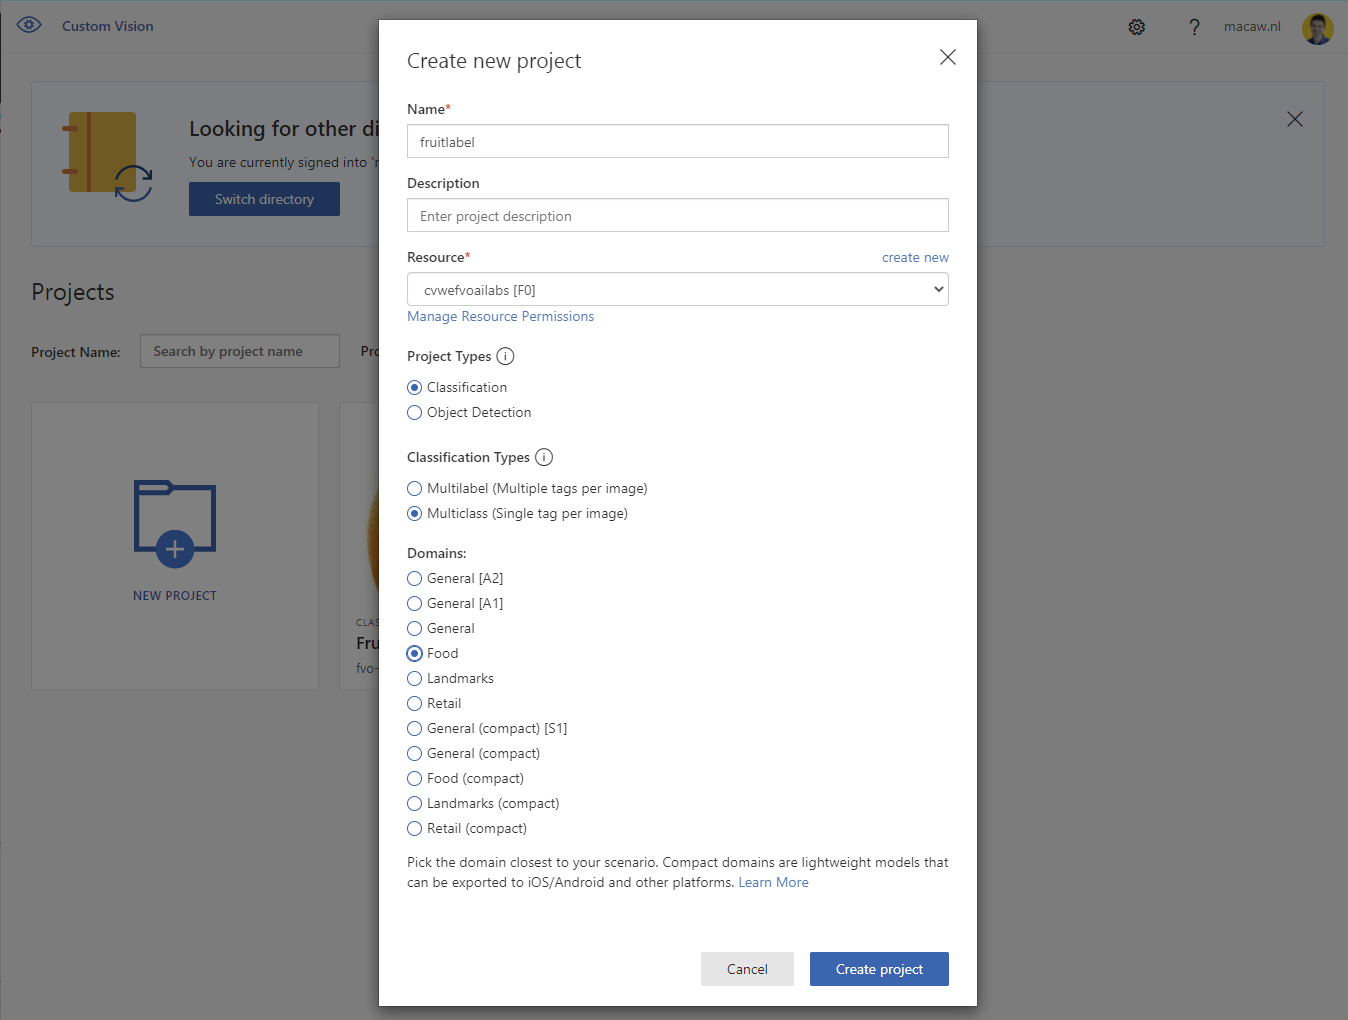 Custom Vision
macaw.nl
Looking for other di
You are currently signed into 'r
Switch directory
Projects
Project Name:
Search by project name
Pro
NEW PROJECT
CLAS
Fru
fvo-
Create new project
Name*
fruitlabel
Description
Enter project description
Resource*
create new
cvwefvoailabs [F0]
Manage Resource Permissions
Project Types
Classification
Object Detection
Classification Types
Multilabel (Multiple tags per image)
Multiclass (Single tag per image)
Domains:
General [A2]
General [A1]
General
Food
Landmarks
Retail
General (compact) [S1]
General (compact)
Food (compact)
Landmarks (compact)
Retail (compact)
Pick the domain closest to your scenario. Compact domains are lightweight models that
can be exported to iOS/Android and other platforms. Learn More
Cancel
Create project